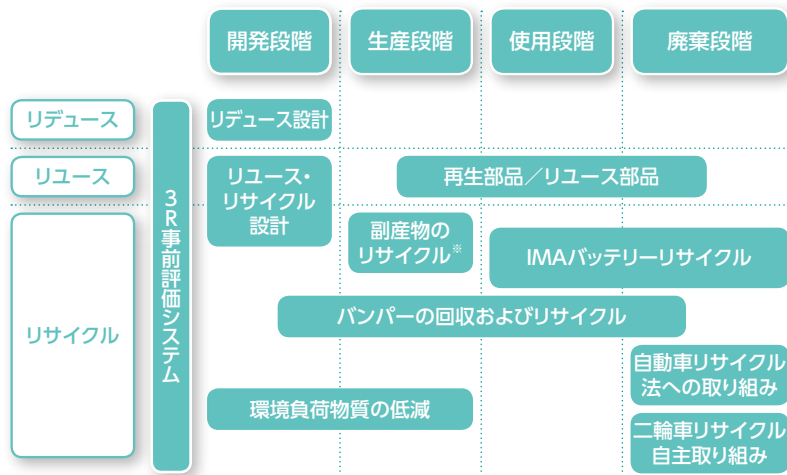 開発段階
生産段階
使用段階
廃棄段階
リデュース
リユース
リサイクル
3R事前評価システム
リデュース設計
リユース・
リサイクル
設計
再生部品／リユース部品
副産物の
リサイクル※
IMAバッテリーリサイクル
バンパーの回収およびリサイクル
環境負荷物質の低減
自動車リサイクル
法への取り組み
二輪車リサイクル
自主取り組み